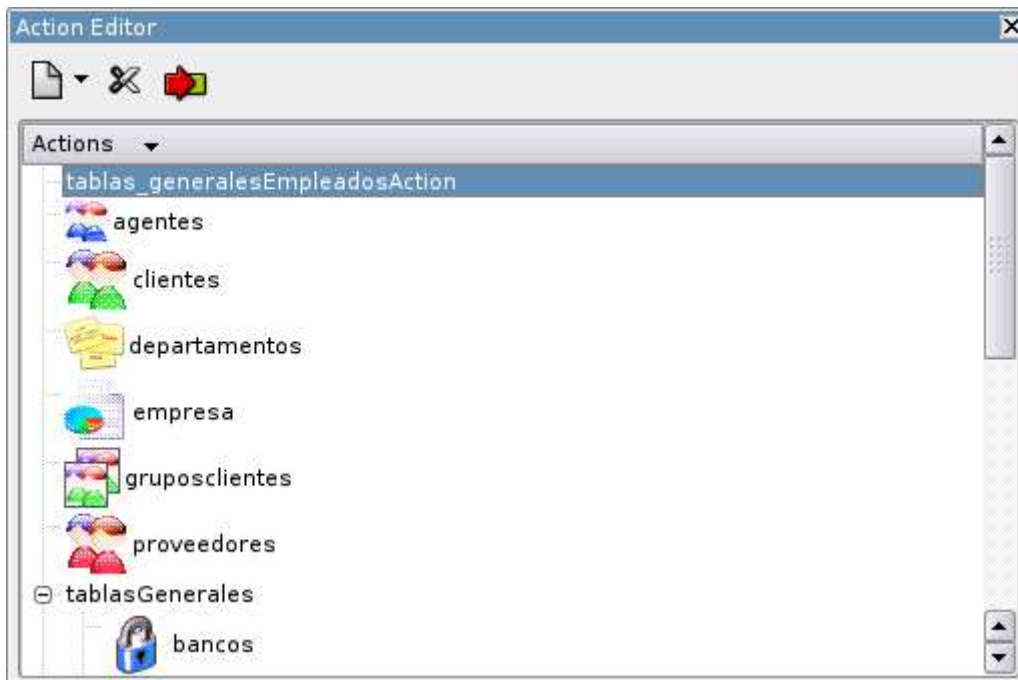 Action Editor
Actions
tablas_generalesEmpleadosAction
agentes
clientes
departamentos
empresa
gruposclientes
proveedores
tablasGenerales
bancos